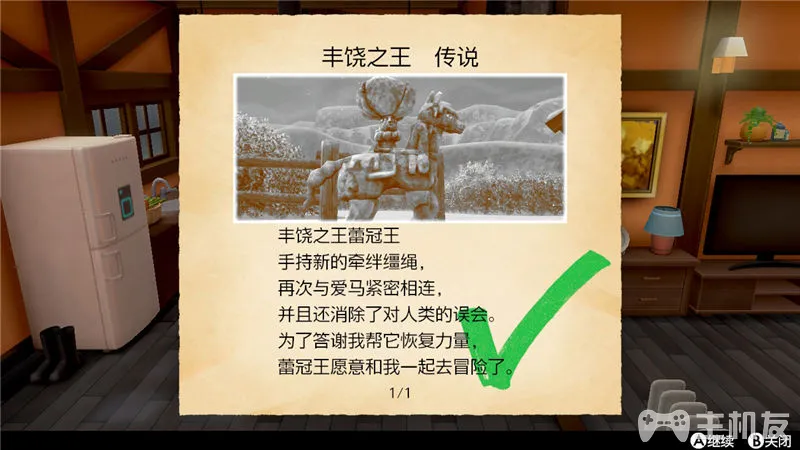 丰饶之王 传说
丰饶之王蕾冠王
手持新的牵绊缰绳，
再次与爱马紧密相连，
并且还消除了对人类的误会。
为了答谢我帮它恢复力量，
蕾冠王愿意和我一起去冒险了。
1/1
主机友
A继续 B关闭